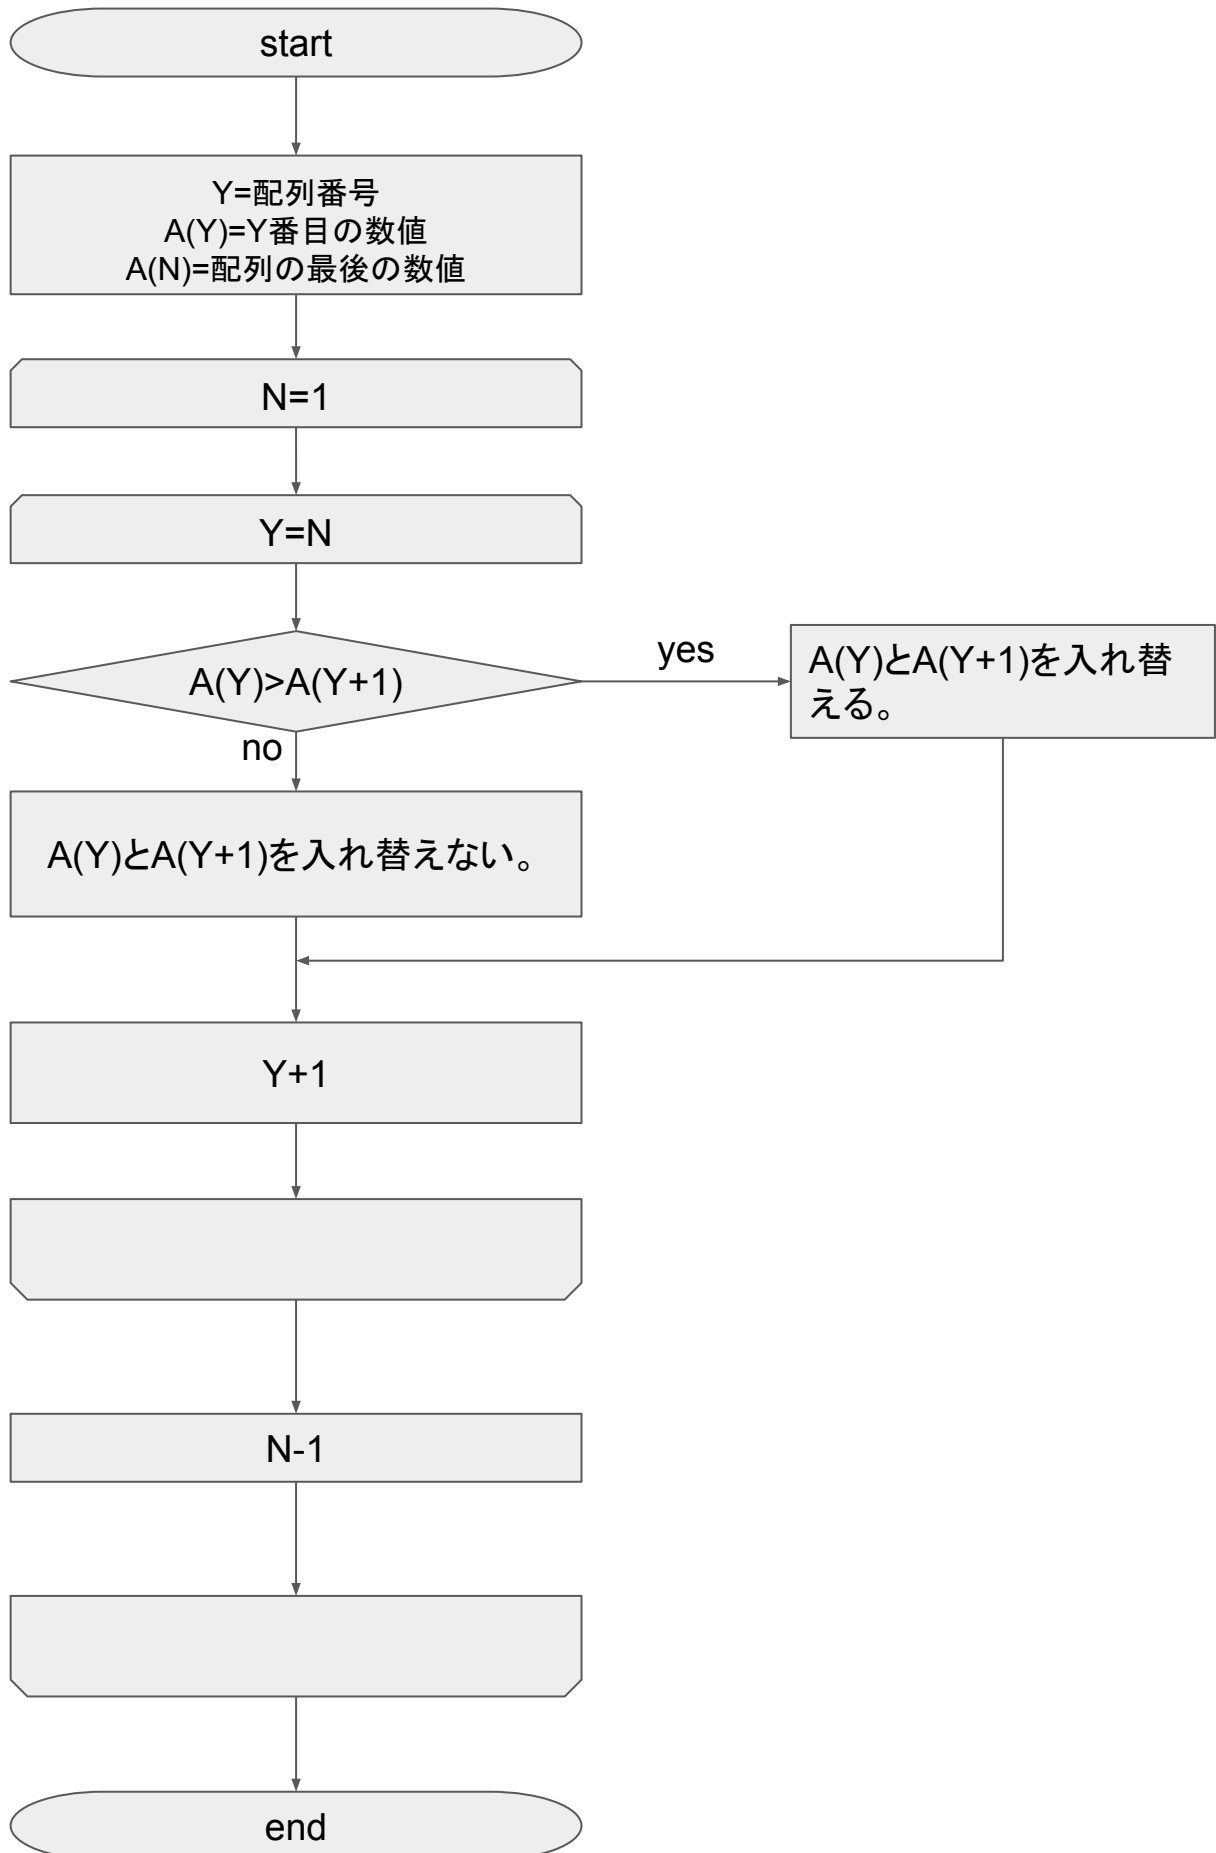 start
Y=配列番号
A(Y)=Y番目の数値
A(N)=配列の最後の数値
N=1
Y=N
A(Y)>A(Y+1)
yes
A(Y)とA(Y+1)を入れ替
える。
no
A(Y)とA(Y+1)を入れ替えない。
Y+1
N-1
end